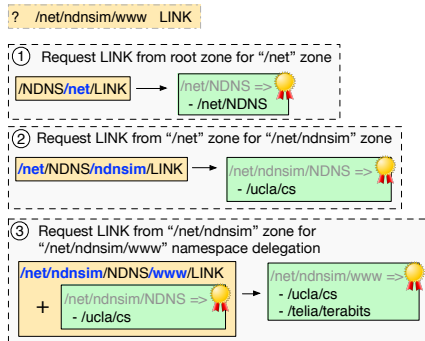 ? /net/ndnsim/www LINK
1 Request LINK from root zone for “/net” zone
/NDNS/net/LINK
/net/NDNS =>
- /net/NDNS
2 Request LINK from “/net” zone for “/net/ndnsim” zone
/net/NDNS/ndnsim/LINK
/net/ndnsim/NDNS =>
- /ucla/cs
3 Request LINK from “/net/ndnsim” zone for
“/net/ndnsim/www” namespace delegation
/net/ndnsim/NDNS/www/LINK
+
/net/ndnsim/NDNS =>
- /ucla/cs
/net/ndnsim/www =>
- /ucla/cs
- /telia/terabits